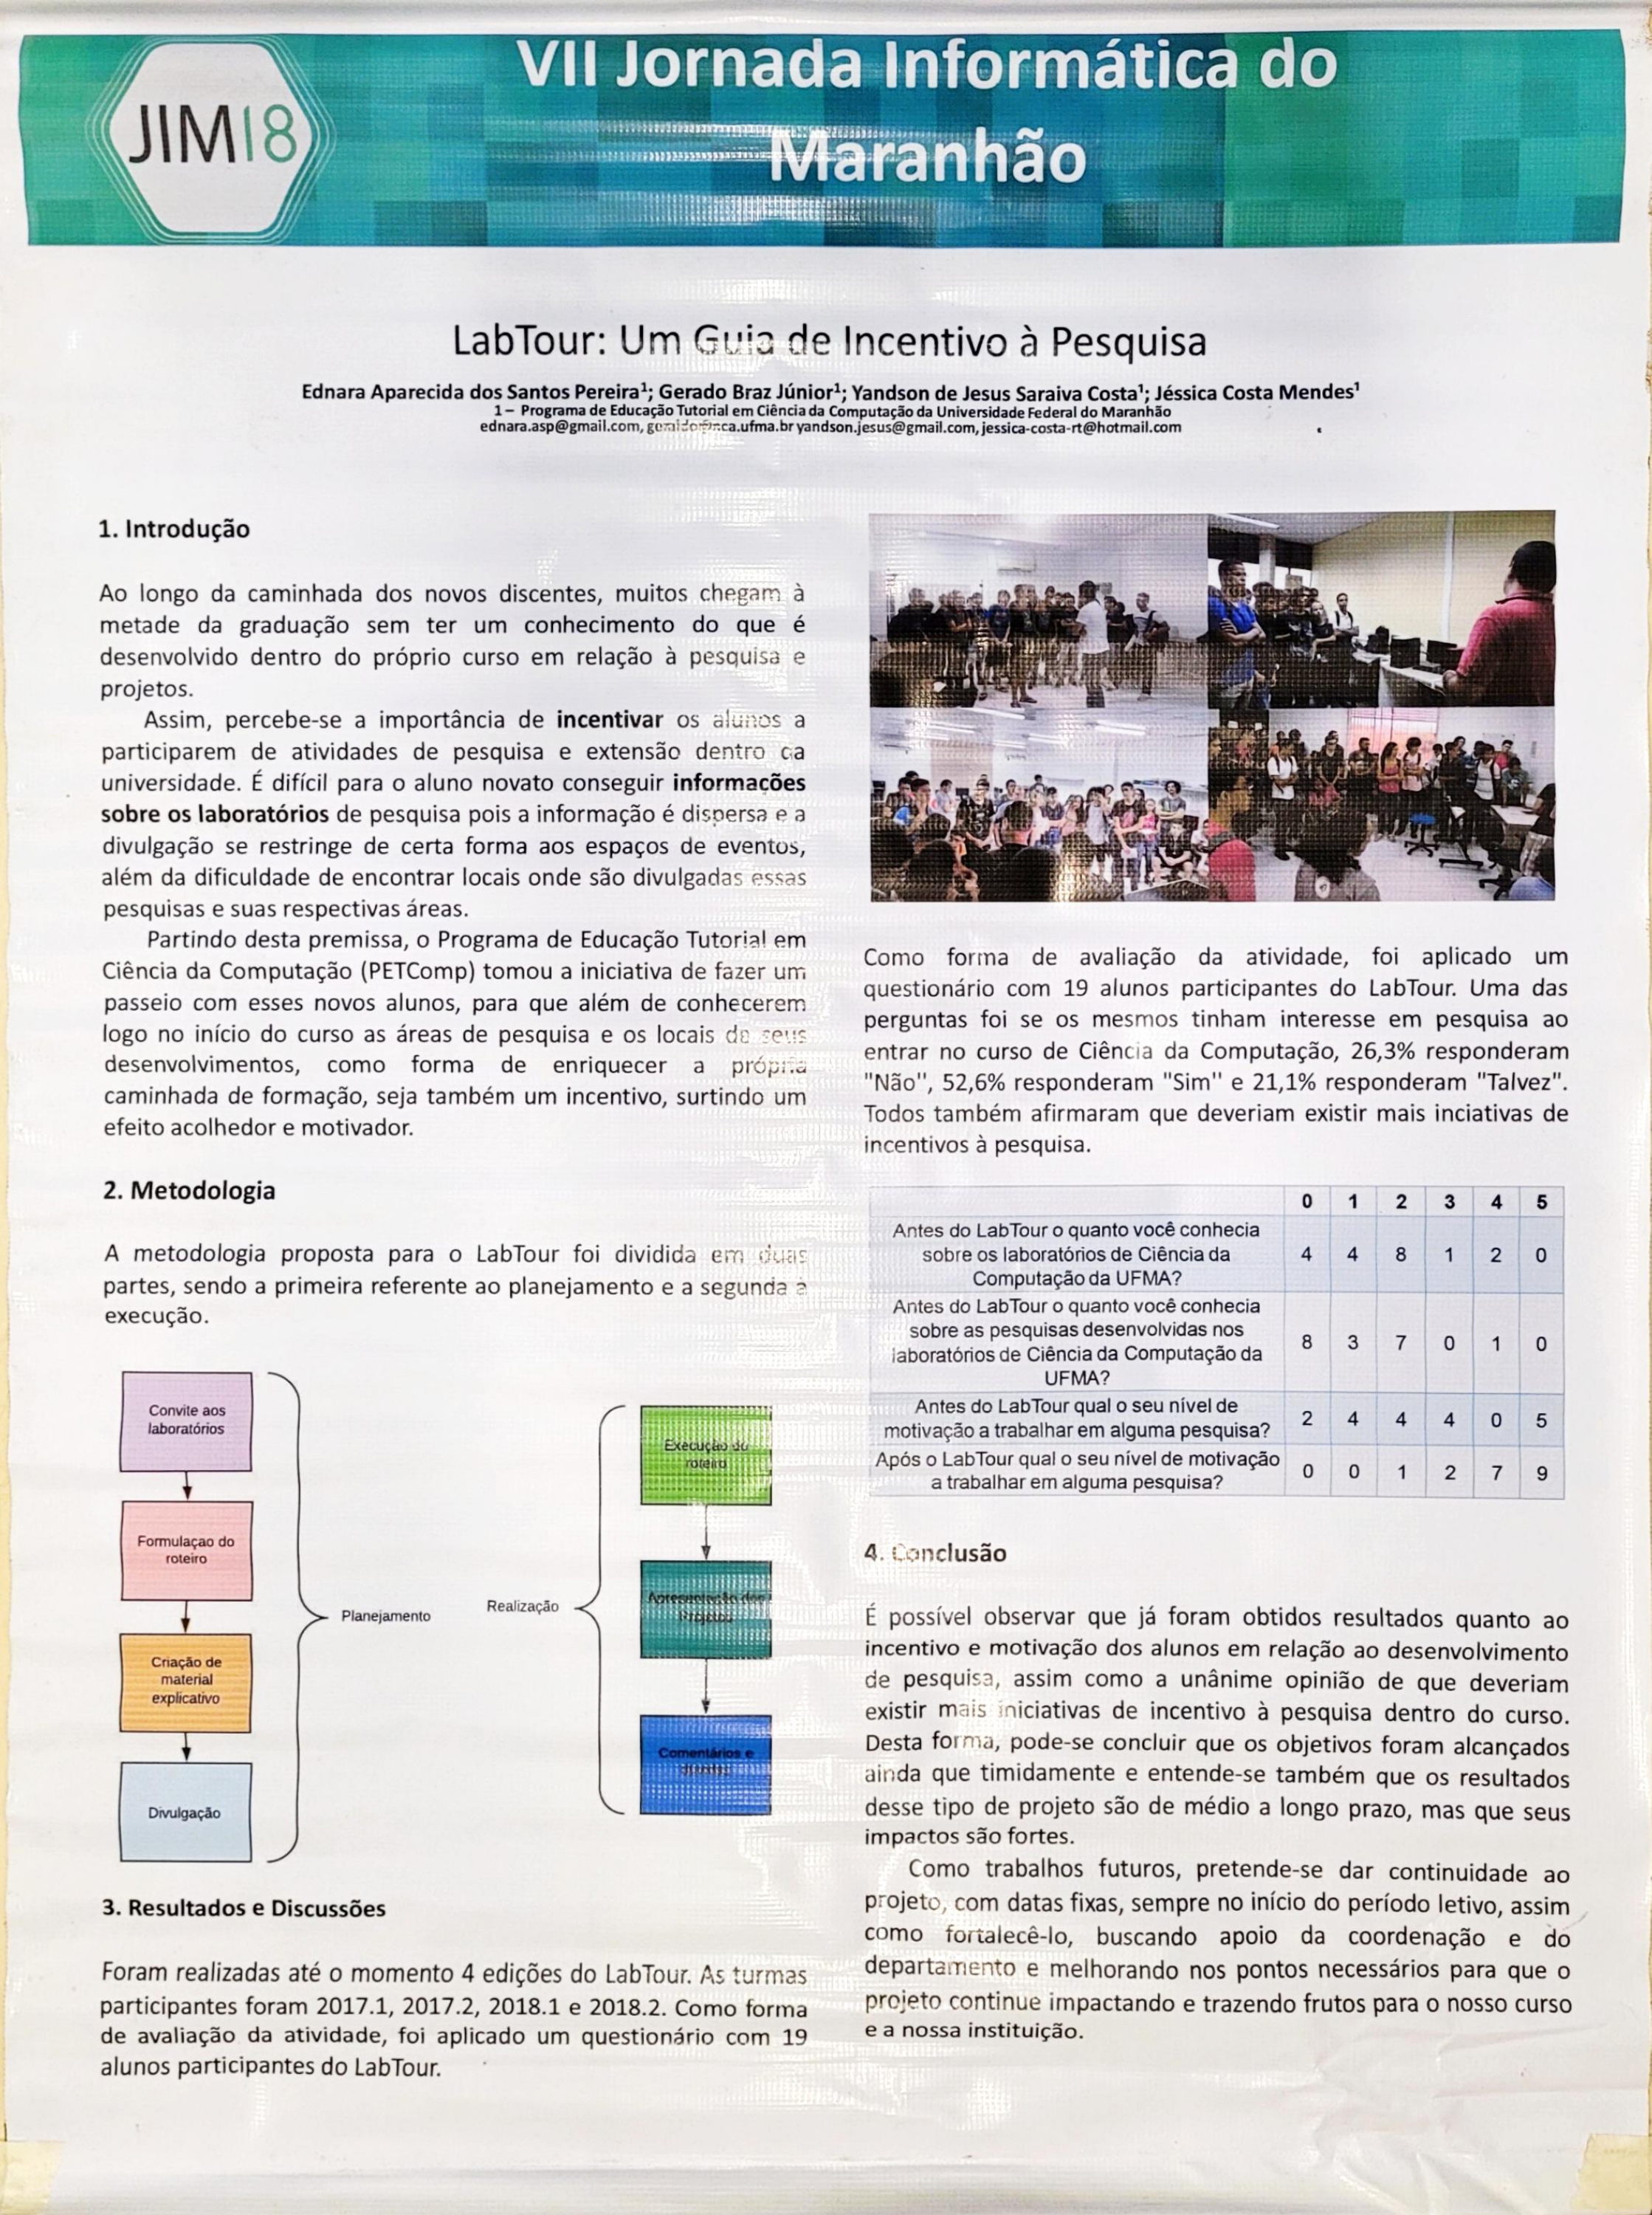 JIM18
VII Jornada Informática do
Maranhão
LabTour: Um Guia de Incentivo à Pesquisa
Ednara Aparecida dos Santos Pereira¹; Gerado Braz Júnior¹; Yandson de Jesus Saraiva Costa¹; Jéssica Costa Mendes¹
1 – Programa de Educação Tutorial em Ciência da Computação da Universidade Federal do Maranhão
ednara.asp@gmail.com, yandson.jesus@gmail.com, jessica-costa-rt@hotmail.com
1. Introdução
Ao longo da caminhada dos novos discentes, muitos chegam à
metade da graduação sem ter um conhecimento do que é
desenvolvido dentro do próprio curso em relação à pesquisa e
projetos.
Assim, percebe-se a importância de incentivar os alunos a
participarem de atividades de pesquisa e extensão dentro da
universidade. É difícil para o aluno novato conseguir informações
sobre os laboratórios de pesquisa pois a informação é dispersa e a
divulgação se restringe de certa forma aos espaços de eventos,
além da dificuldade de encontrar locais onde são divulgadas essas
pesquisas e suas respectivas áreas.
Partindo desta premissa, o Programa de Educação Tutorial em
Ciência da Computação (PETComp) tomou a iniciativa de fazer um
passeio com esses novos alunos, para que além de conhecerem
logo no início do curso as áreas de pesquisa e os locais de seus
desenvolvimentos, como forma de enriquecer a própria
caminhada de formação, seja também um incentivo, surtindo um
efeito acolhedor e motivador.
2. Metodologia
A metodologia proposta para o LabTour foi dividida em duas
partes, sendo a primeira referente ao planejamento e a segunda à
execução.
Convite aos
laboratórios
Formulaçao do
roteiro
Criação de
material
explicativo
Divulgação
Planejamento
Realização
Execução do
roteiro
Apresentação dos
Projetos
Comentários e
3. Resultados e Discussões
Foram realizadas até o momento 4 edições do LabTour. As turmas
participantes foram 2017.1, 2017.2, 2018.1 e 2018.2. Como forma
de avaliação da atividade, foi aplicado um questionário com 19
alunos participantes do LabTour.
Como forma de avaliação da atividade, foi aplicado um
questionário com 19 alunos participantes do LabTour. Uma das
perguntas foi se os mesmos tinham interesse em pesquisa ao
entrar no curso de Ciência da Computação, 26,3% responderam
"Não", 52,6% responderam "Sim" e 21,1% responderam "Talvez".
Todos também afirmaram que deveriam existir mais inciativas de
incentivos à pesquisa.
0 1 2 3 4 5
Antes do LabTour o quanto você conhecia
sobre os laboratórios de Ciência da
Computação da UFMA?
4 4 8 1 2 0
Antes do LabTour o quanto você conhecia
sobre as pesquisas desenvolvidas nos
laboratórios de Ciência da Computação da
UFMA?
8 3 7 0 1 0
Antes do LabTour qual o seu nível de
motivação a trabalhar em alguma pesquisa?
2 4 4 4 0 5
Após o LabTour qual o seu nível de motivação
a trabalhar em alguma pesquisa?
0 0 1 2 7 9
4. Conclusão
É possível observar que já foram obtidos resultados quanto ao
incentivo e motivação dos alunos em relação ao desenvolvimento
de pesquisa, assim como a unânime opinião de que deveriam
existir mais iniciativas de incentivo à pesquisa dentro do curso.
Desta forma, pode-se concluir que os objetivos foram alcançados
ainda que timidamente e entende-se também que os resultados
desse tipo de projeto são de médio a longo prazo, mas que seus
impactos são fortes.
Como trabalhos futuros, pretende-se dar continuidade ao
projeto, com datas fixas, sempre no início do período letivo, assim
como fortalecê-lo, buscando apoio da coordenação e do
departamento e melhorando nos pontos necessários para que o
projeto continue impactando e trazendo frutos para o nosso curso
e a nossa instituição.